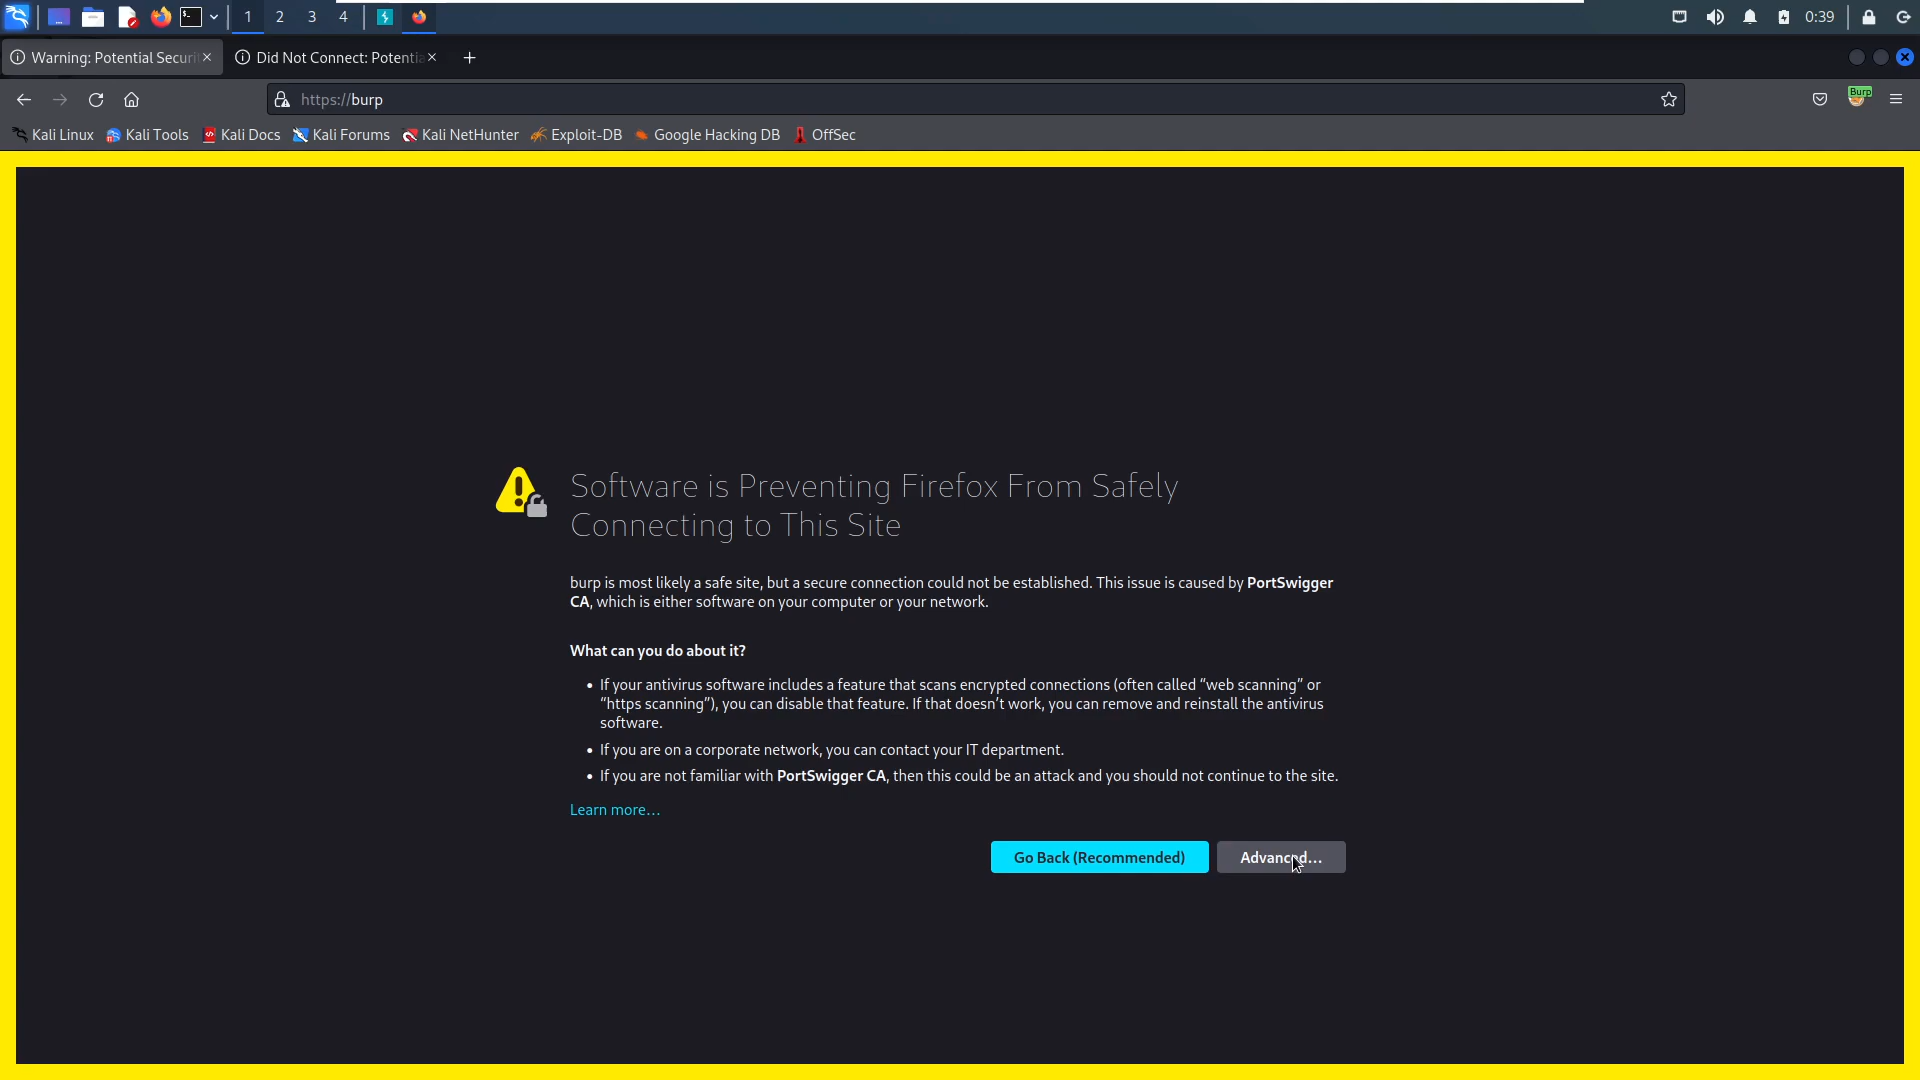 1 2 3 4 0:39
Warning: Potential Securi
Did Not Connect: Potentia
https://burp
Burp
Kali Linux
Kali Tools
Kali Docs
Kali Forums
Kali NetHunter
Exploit-DB
Google Hacking DB
OffSec
Software is Preventing Firefox From Safely
Connecting to This Site
burp is most likely a safe site, but a secure connection could not be established. This issue is caused by PortSwigger
CA, which is either software on your computer or your network.
What can you do about it?
If your antivirus software includes a feature that scans encrypted connections (often called “web scanning” or
“https scanning”), you can disable that feature. If that doesn’t work, you can remove and reinstall the antivirus
software.
If you are on a corporate network, you can contact your IT department.
If you are not familiar with PortSwigger CA, then this could be an attack and you should not continue to the site.
Learn more…
Go Back (Recommended)
Advanced…